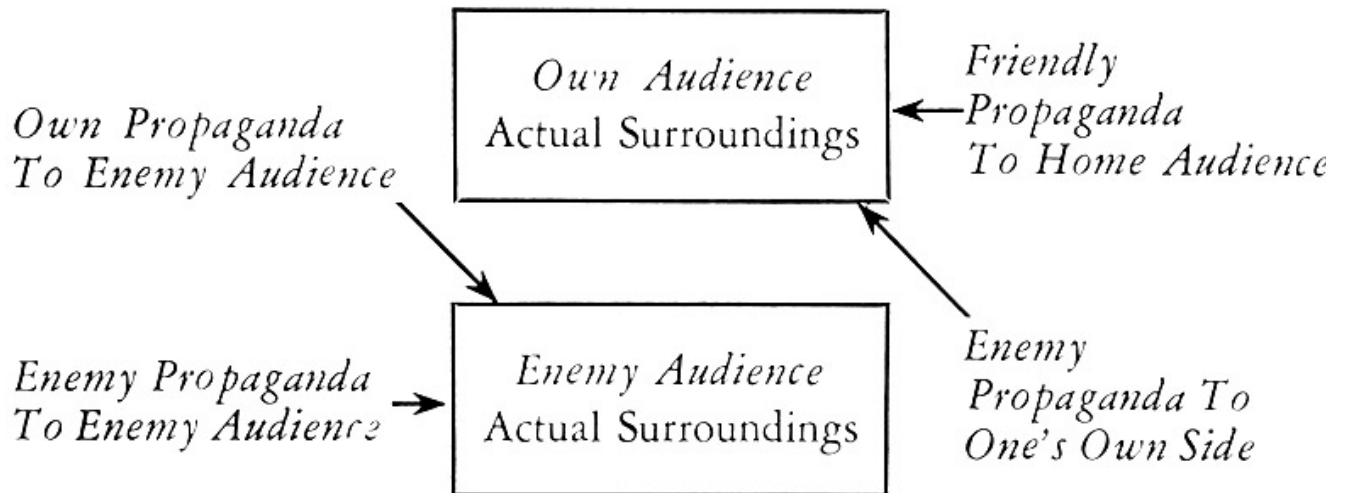 Own Audience
Actual Surroundings
Friendly
Propaganda
To Home Audience
Own Propaganda
To Enemy Audience
Enemy Propaganda
To Enemy Audience
Enemy Audience
Actual Surroundings
Enemy
Propaganda To
One's Own Side